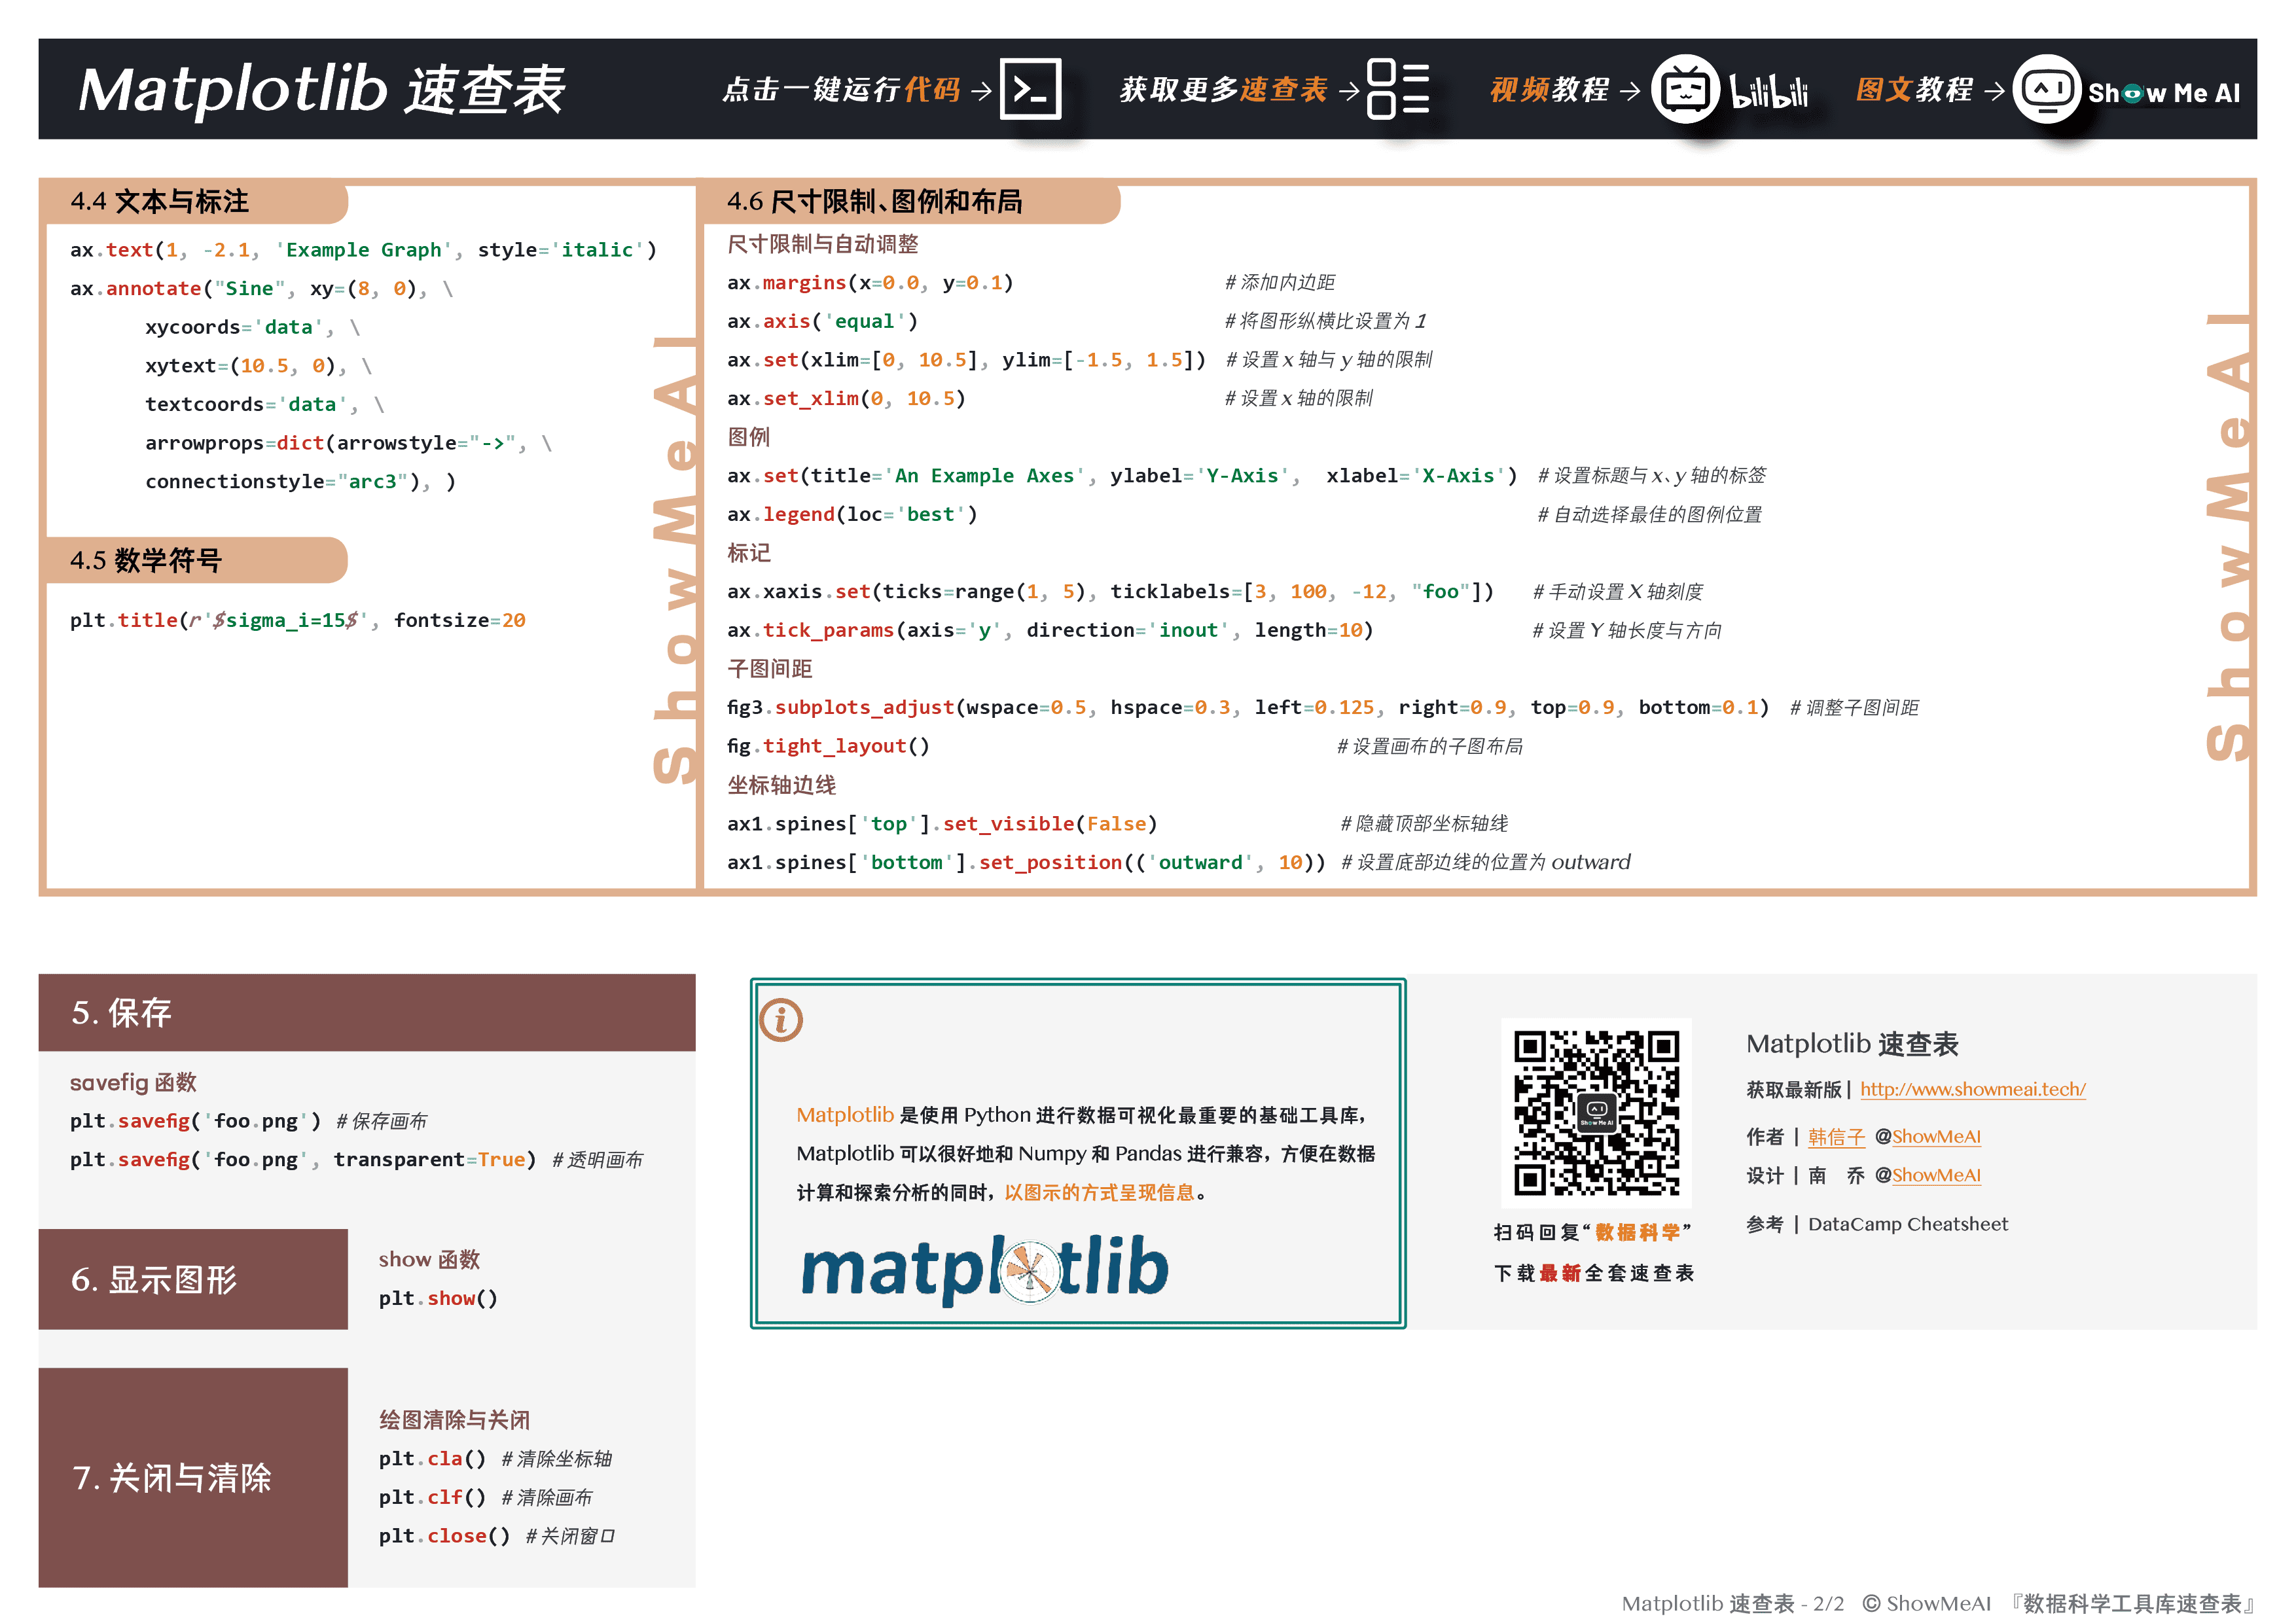 Matplotlib 速查表
点击一键运行代码 →
获取更多速查表 →
视频教程 → bilibili
图文教程 → Show Me AI
4.4 文本与标注
ax.text(1, -2.1, 'Example Graph', style='italic')
ax.annotate("Sine", xy=(8, 0), \
xycoords='data', \
xytext=(10.5, 0), \
textcoords='data', \
arrowprops=dict(arrowstyle="->", \
connectionstyle="arc3"), )
4.5 数学符号
plt.title(r'$sigma_i=15$', fontsize=20
ShowMeAI
4.6 尺寸限制、图例和布局
尺寸限制与自动调整
ax.margins(x=0.0, y=0.1) # 添加内边距
ax.axis('equal') # 将图形纵横比设置为 1
ax.set(xlim=[0, 10.5], ylim=[-1.5, 1.5]) # 设置 x 轴与 y 轴的限制
ax.set_xlim(0, 10.5) # 设置 x 轴的限制
图例
ax.set(title='An Example Axes', ylabel='Y-Axis', xlabel='X-Axis') # 设置标题与 x、y 轴的标签
ax.legend(loc='best') # 自动选择最佳的图例位置
标记
ax.xaxis.set(ticks=range(1, 5), ticklabels=[3, 100, -12, "foo"]) # 手动设置 X 轴刻度
ax.tick_params(axis='y', direction='inout', length=10) # 设置 Y 轴长度与方向
子图间距
fig3.subplots_adjust(wspace=0.5, hspace=0.3, left=0.125, right=0.9, top=0.9, bottom=0.1) # 调整子图间距
fig.tight_layout() # 设置画布的子图布局
坐标轴边线
ax1.spines['top'].set_visible(False) # 隐藏顶部坐标轴线
ax1.spines['bottom'].set_position(('outward', 10)) # 设置底部边线的位置为 outward
ShowMeAI
5. 保存
savefig 函数
plt.savefig('foo.png') # 保存画布
plt.savefig('foo.png', transparent=True) # 透明画布
6. 显示图形
show 函数
plt.show()
7. 关闭与清除
绘图清除与关闭
plt.cla() # 清除坐标轴
plt.clf() # 清除画布
plt.close() # 关闭窗口
i
Matplotlib 是使用 Python 进行数据可视化最重要的基础工具库，
Matplotlib 可以很好地和 Numpy 和 Pandas 进行兼容，方便在数据
计算和探索分析的同时，以图示的方式呈现信息。
matplotlib
Show Me AI
扫码回复“数据科学”
下载最新全套速查表
Matplotlib 速查表
获取最新版 | http://www.showmeai.tech/
作者 | 韩信子 @ShowMeAI
设计 | 南 乔 @ShowMeAI
参考 | DataCamp Cheatsheet
Matplotlib 速查表 - 2/2 © ShowMeAI 『数据科学工具库速查表』